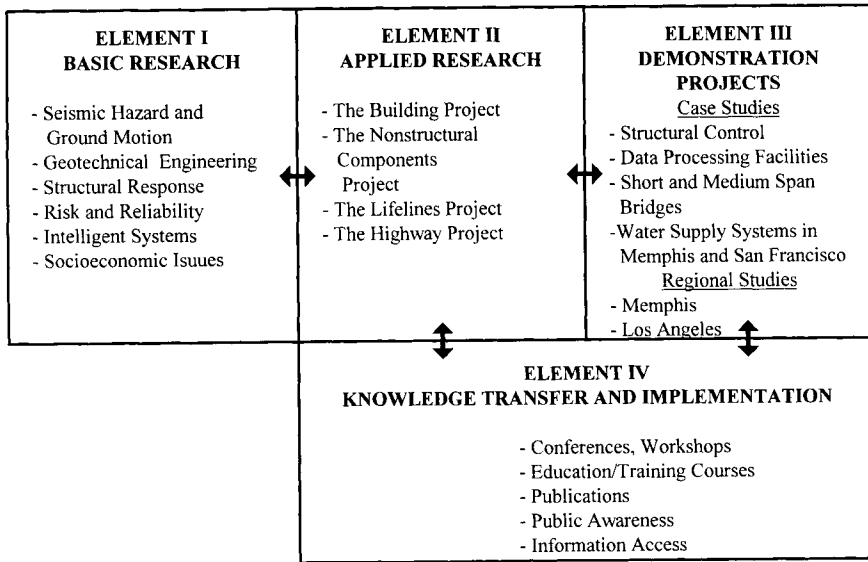 ELEMENT I
BASIC RESEARCH
- Seismic Hazard and
Ground Motion
- Geotechnical Engineering
- Structural Response
- Risk and Reliability
- Intelligent Systems
- Socioeconomic Isuues
ELEMENT II
APPLIED RESEARCH
- The Building Project
- The Nonstructural
Components
Project
- The Lifelines Project
- The Highway Project
ELEMENT III
DEMONSTRATION
PROJECTS
Case Studies
- Structural Control
- Data Processing Facilities
- Short and Medium Span
Bridges
-Water Supply Systems in
Memphis and San Francisco
Regional Studies
- Memphis
- Los Angeles
ELEMENT IV
KNOWLEDGE TRANSFER AND IMPLEMENTATION
- Conferences, Workshops
- Education/Training Courses
- Publications
- Public Awareness
- Information Access